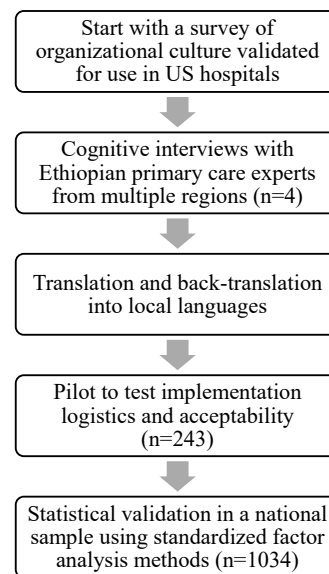 Start with a survey of
organizational culture validated
for use in US hospitals
Cognitive interviews with
Ethiopian primary care experts
from multiple regions (n=4)
Translation and back-translation
into local languages
Pilot to test implementation
logistics and acceptability
(n=243)
Statistical validation in a national
sample using standardized factor
analysis methods (n=1034)